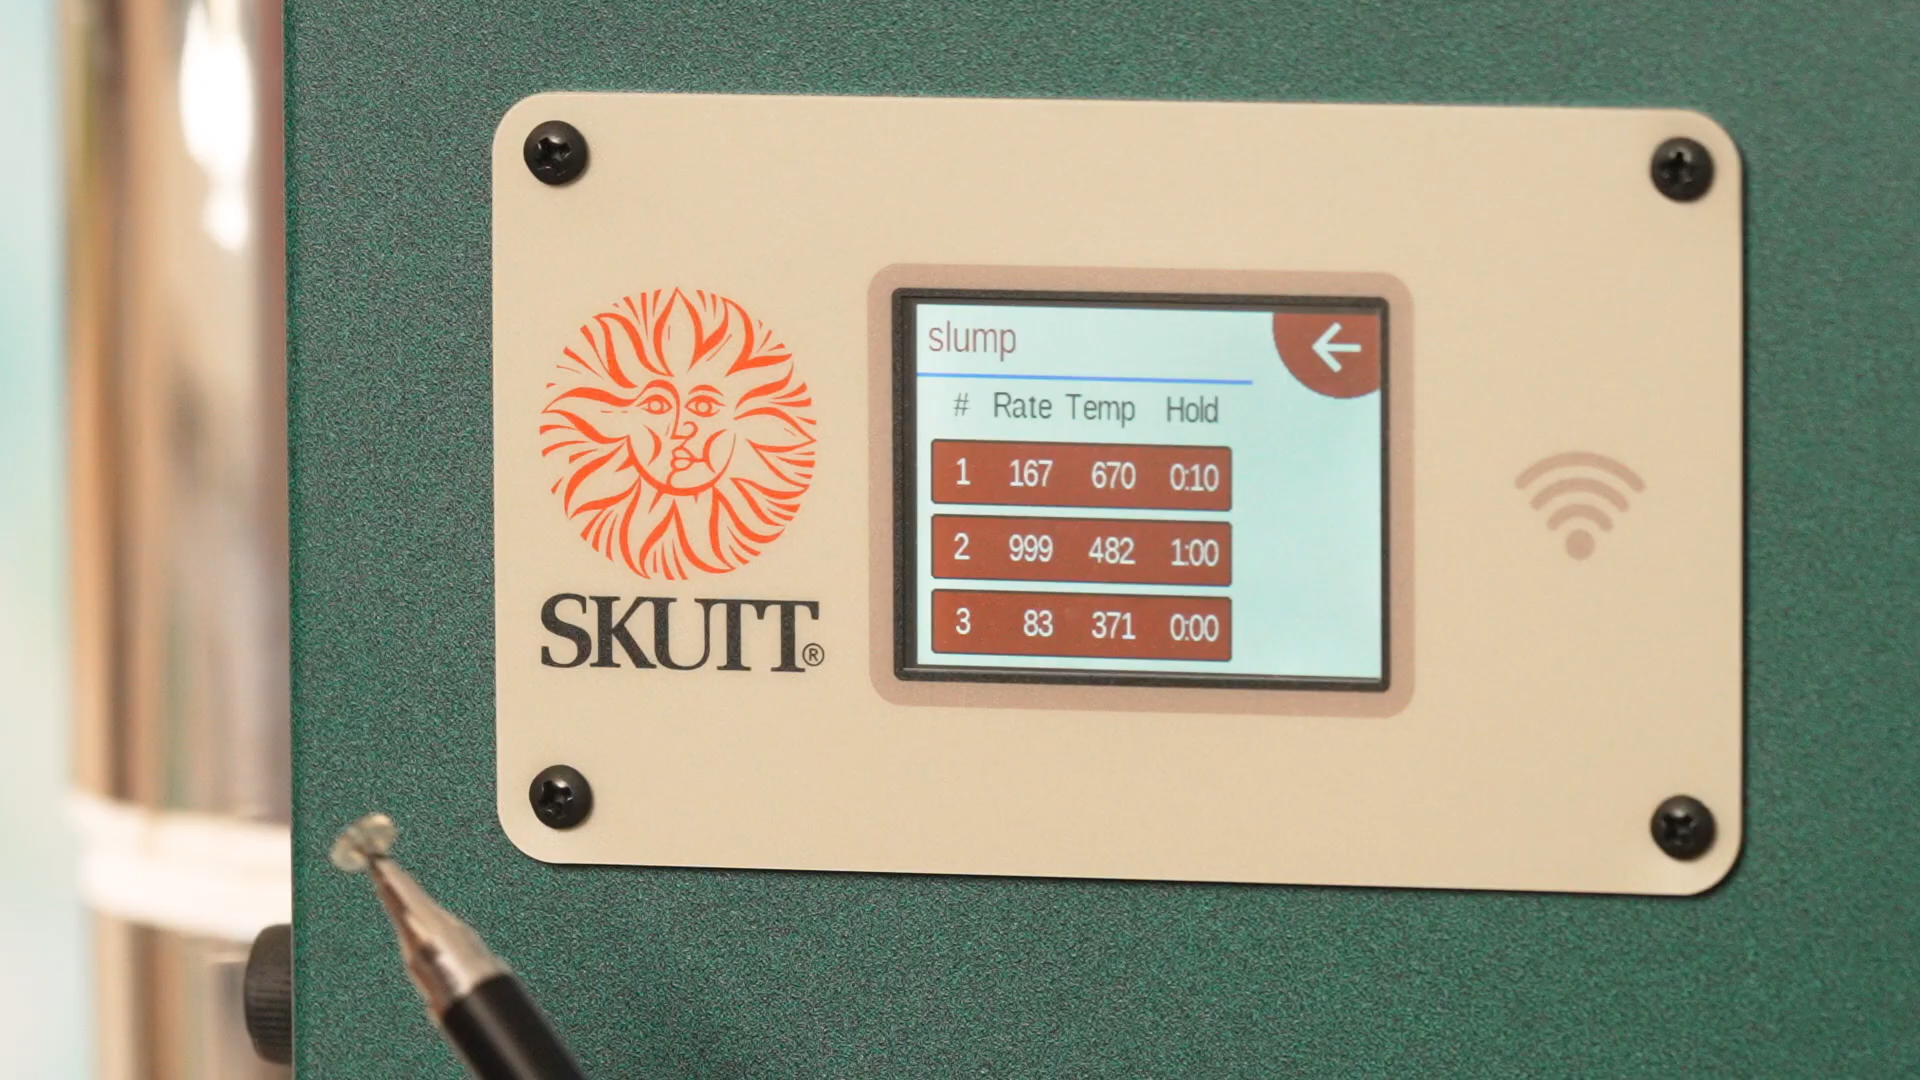 slump
# Rate Temp Hold
1 167 670 0:10
2 999 482 1:00
3 83 371 0:00
SKUTT®